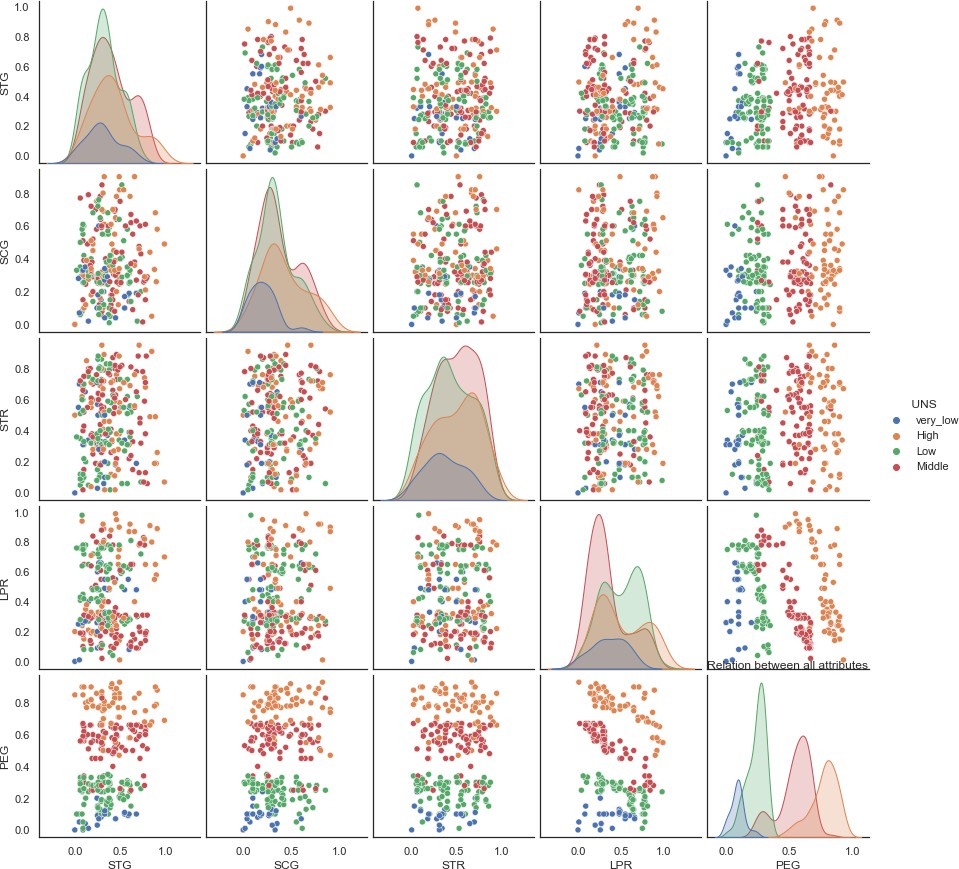 1.0
0.8
0.6
0.4
0.2
0.0
STG
0.8
0.6
0.4
0.2
0.0
SCG
0.8
0.6
0.4
0.2
0.0
STR
UNS
very_low
High
Low
Middle
1.0
0.8
0.6
0.4
0.2
0.0
LPR
Relation between all attributes
0.8
0.6
0.4
0.2
0.0
PEG
0.0 0.5 1.0 0.0 0.5 1.0 0.0 0.5 1.0 0.0 0.5 1.0 0.0 0.5 1.0
STG SCG STR LPR PEG